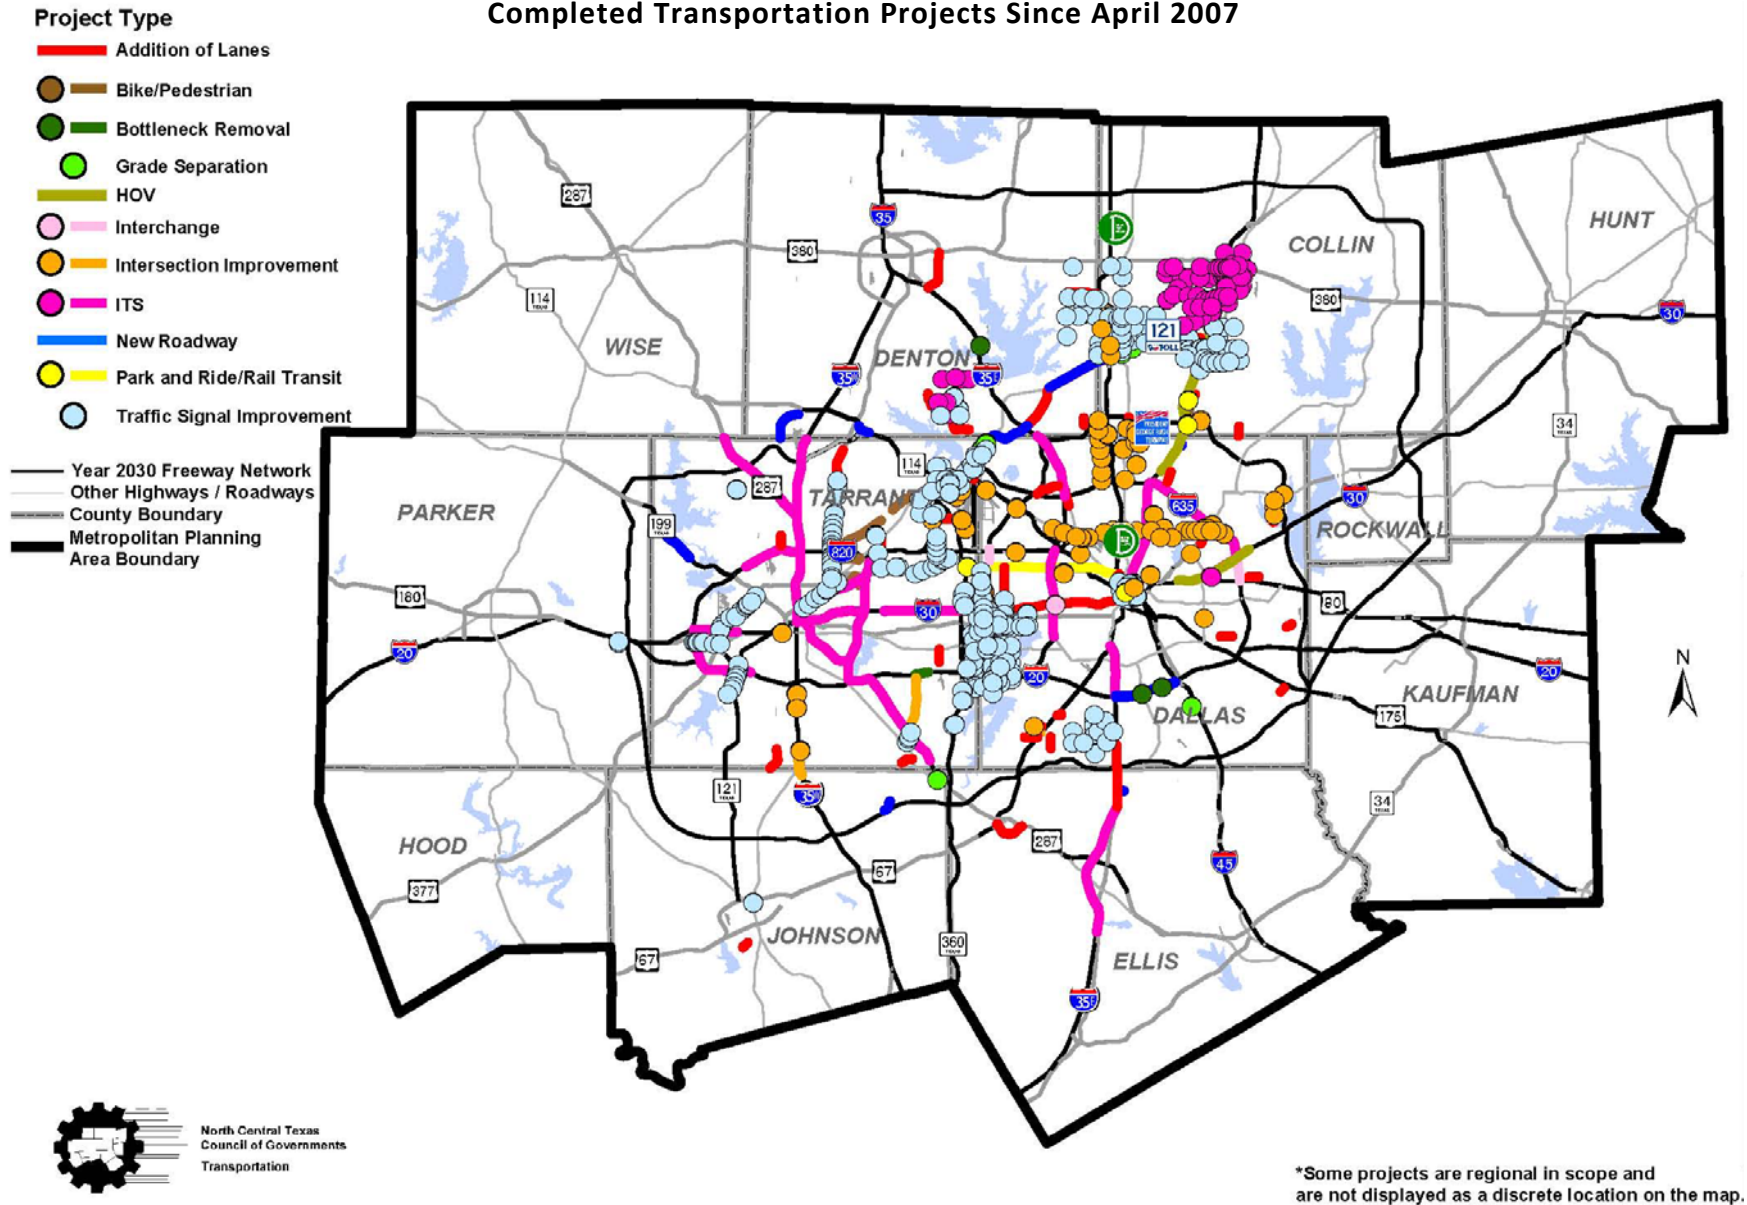 Completed Transportation Projects Since April 2007
Project Type
Addition of Lanes
Bike/Pedestrian
Bottleneck Removal
Grade Separation
HOV
Interchange
Intersection Improvement
ITS
New Roadway
Park and Ride/Rail Transit
Traffic Signal Improvement
Year 2030 Freeway Network
Other Highways / Roadways
County Boundary
Metropolitan Planning
Area Boundary
287
35
380
114
HUNT
COLLIN
380
30
121
TOLL
WISE
DENTON
35
35E
34
114
287
TARRANT
PARKER
199
635
30
ROCKWALL
820
180
30
80
20
20
20
KAUFMAN
175
DALLAS
121
35
34
HOOD
287
67
45
377
JOHNSON
360
67
ELLIS
35E
N
North Central Texas
Council of Governments
Transportation
*Some projects are regional in scope and
are not displayed as a discrete location on the map.